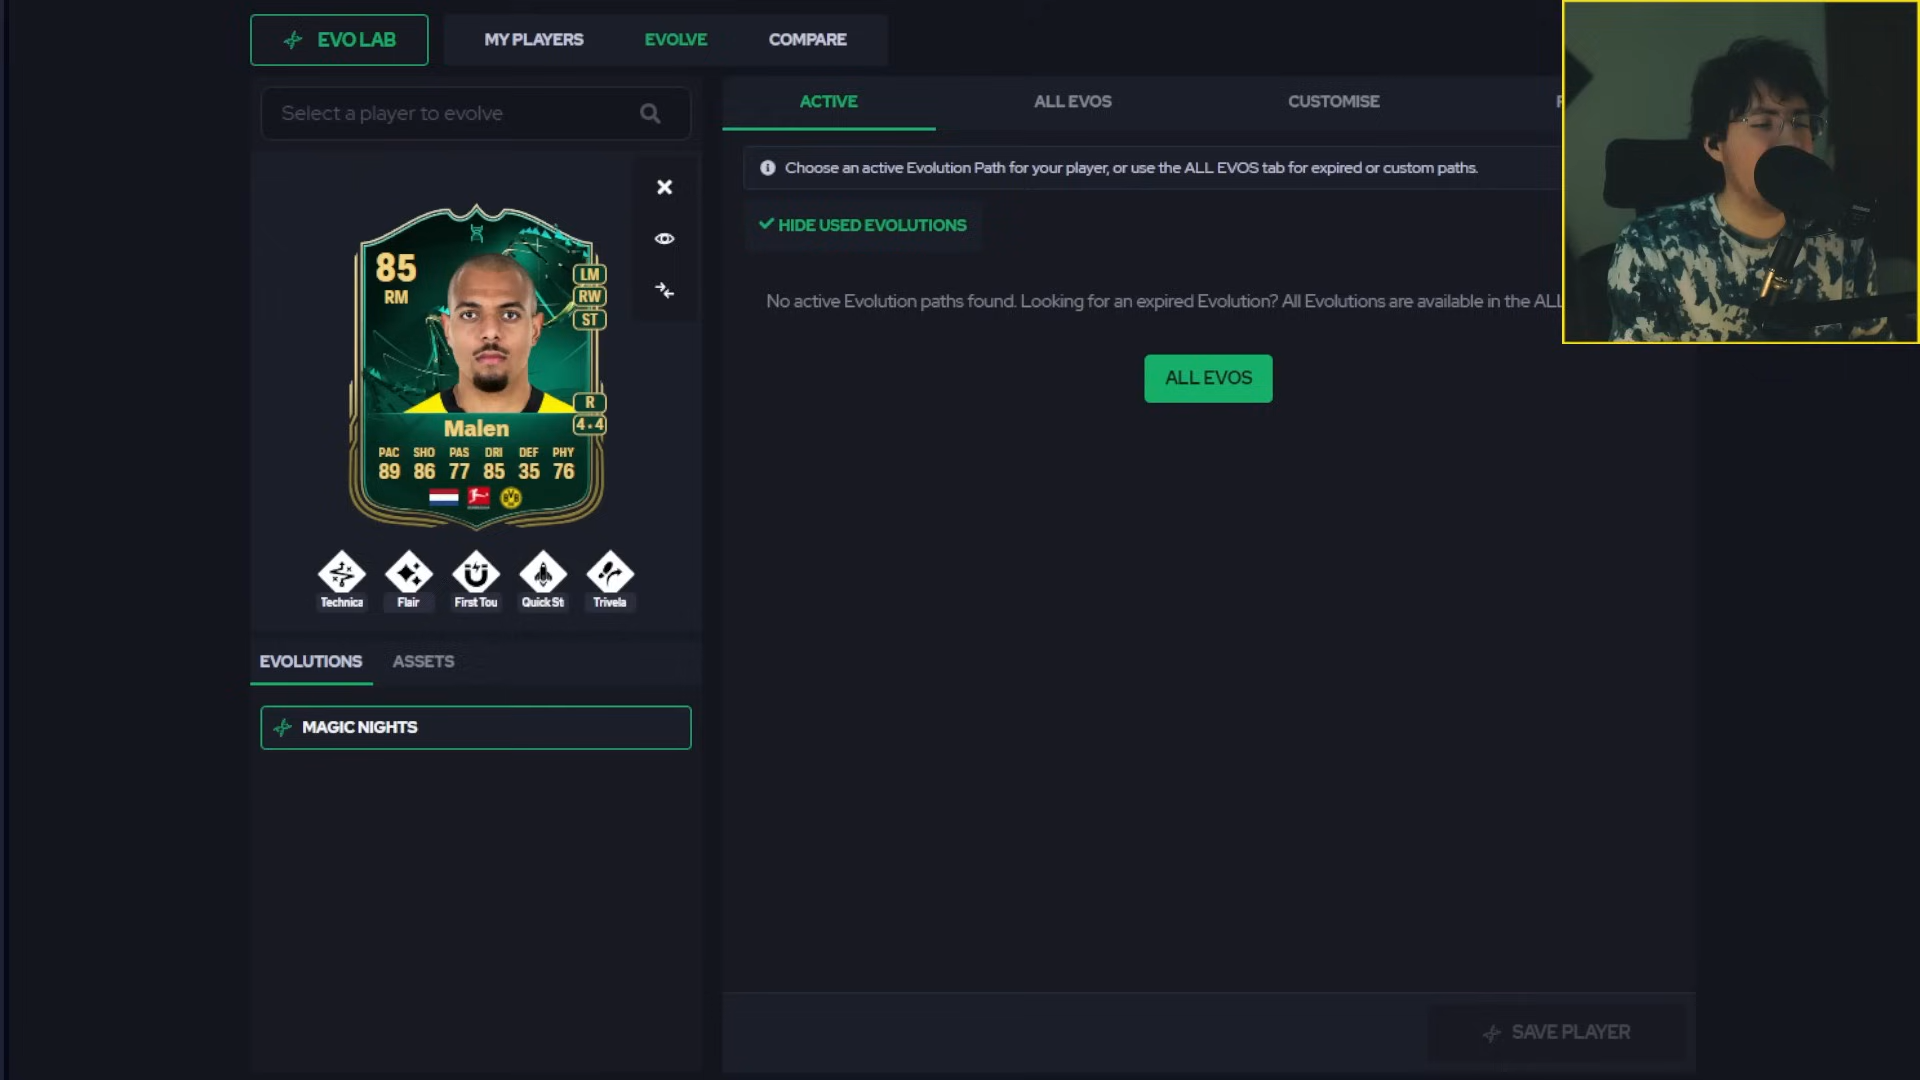 EVO LAB
MY PLAYERS
EVOLVE
COMPARE
Select a player to evolve
ACTIVE
ALL EVOS
CUSTOMISE
Choose an active Evolution Path for your player, or use the ALL EVOS tab for expired or custom paths.
HIDE USED EVOLUTIONS
No active Evolution paths found. Looking for an expired Evolution? All Evolutions are available in the ALL
ALL EVOS
85
RM
LM
RW
ST
R
4★4
Malen
PAC SHO PAS DRI DEF PHY
89 86 77 85 35 76
Technica
Flair
First Tou
Quick St
Trivela
EVOLUTIONS
ASSETS
MAGIC NIGHTS
SAVE PLAYER